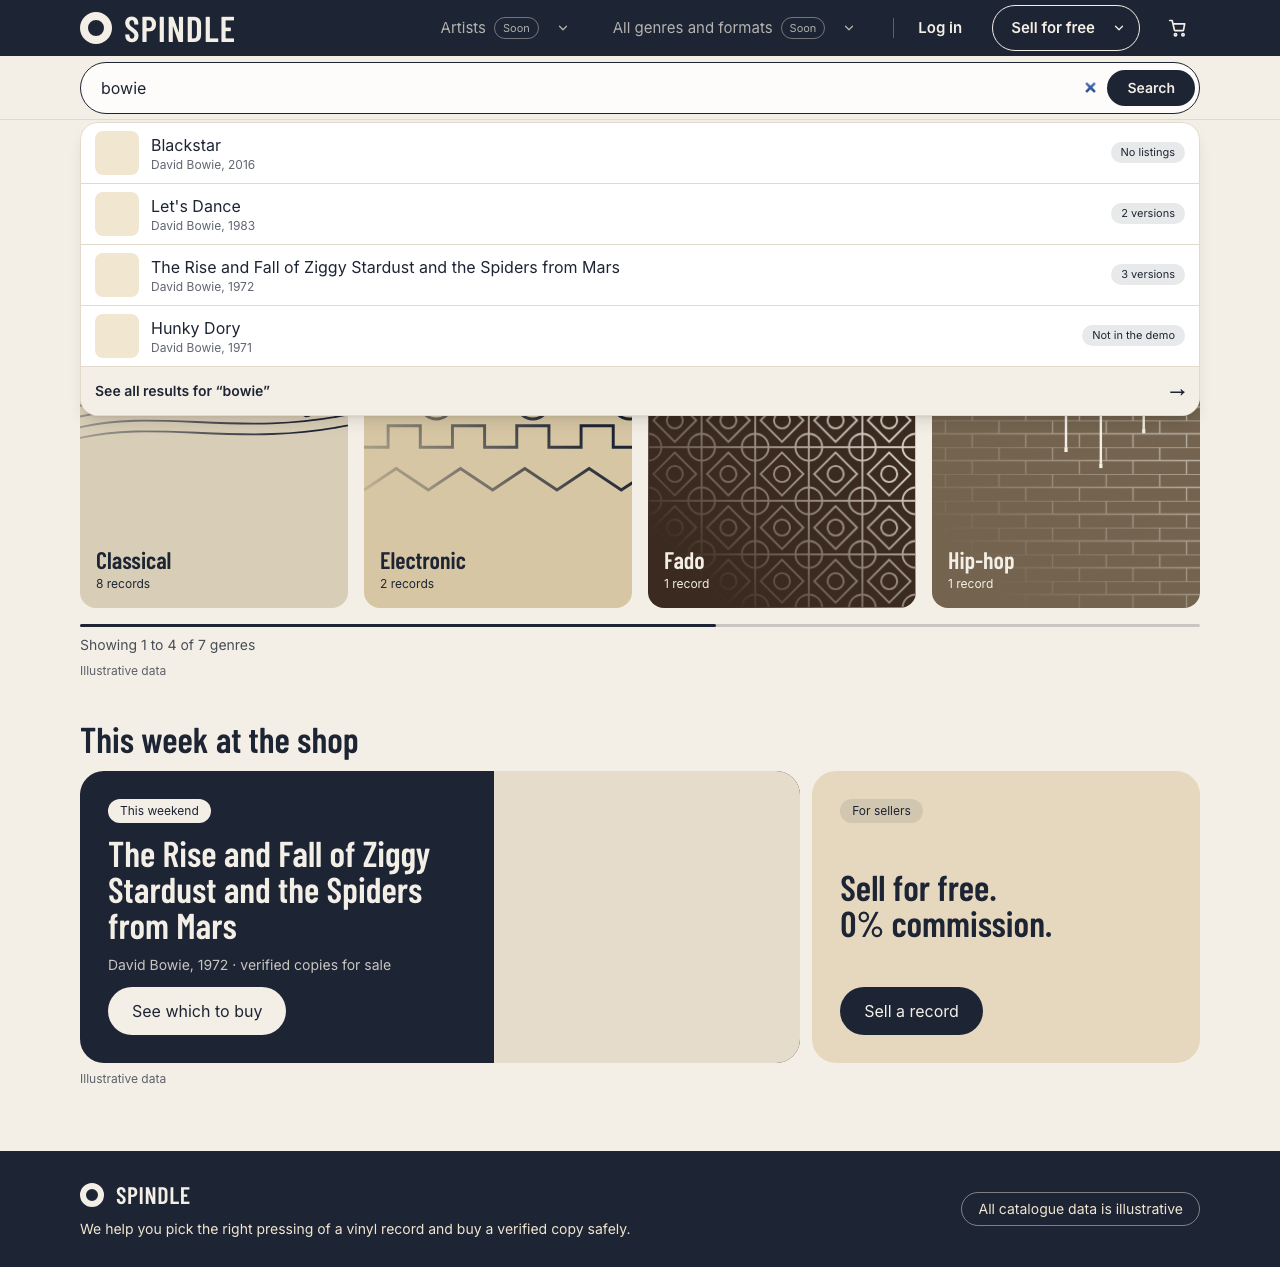 SPINDLE
Artists Soon
All genres and formats Soon
Log in
Sell for free
bowie
Search
Blackstar
David Bowie, 2016
No listings
Let's Dance
David Bowie, 1983
2 versions
The Rise and Fall of Ziggy Stardust and the Spiders from Mars
David Bowie, 1972
3 versions
Hunky Dory
David Bowie, 1971
Not in the demo
See all results for “bowie”
Classical
8 records
Electronic
2 records
Fado
1 record
Hip-hop
1 record
Showing 1 to 4 of 7 genres
Illustrative data
This week at the shop
This weekend
The Rise and Fall of Ziggy
Stardust and the Spiders
from Mars
David Bowie, 1972 · verified copies for sale
See which to buy
For sellers
Sell for free.
0% commission.
Sell a record
Illustrative data
SPINDLE
We help you pick the right pressing of a vinyl record and buy a verified copy safely.
All catalogue data is illustrative